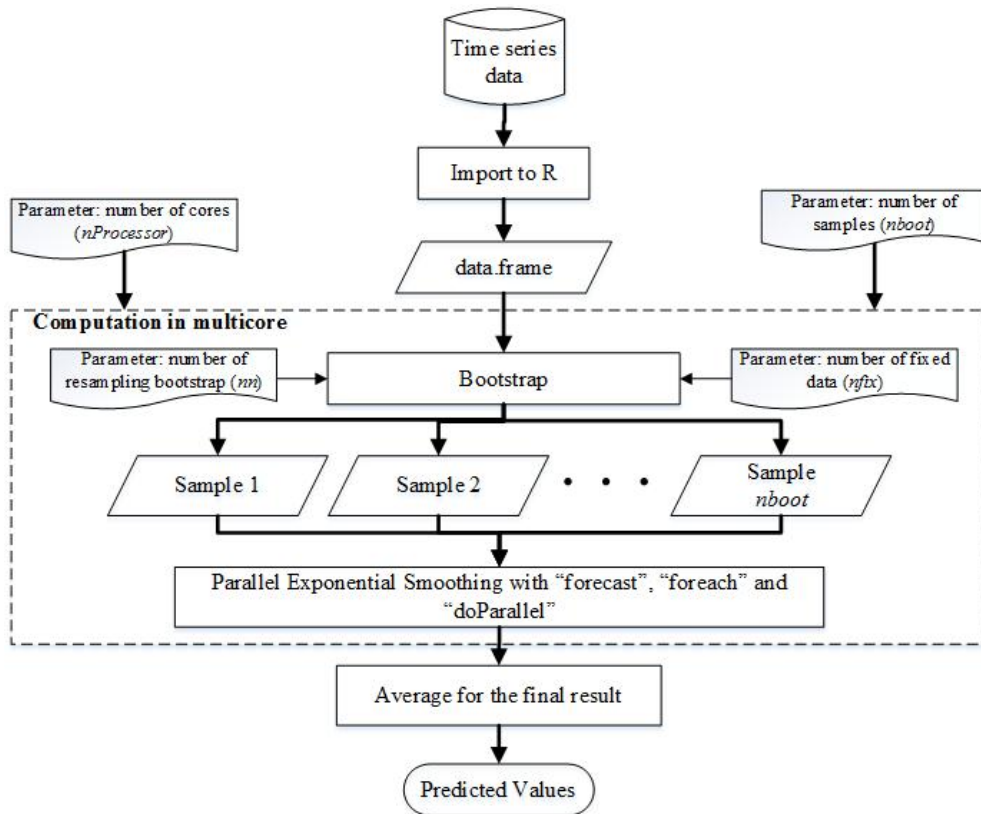 Time series
data
Import to R
Parameter: number of cores
(nProcessor)
Parameter: number of
samples (nboot)
data.frame
Computation in multicore
Parameter: number of
resampling bootstrap (nn)
Bootstrap
Parameter: number of fixed
data (nfix)
Sample 1
Sample 2
• • •
Sample
nboot
Parallel Exponential Smoothing with “forecast”, “foreach” and
“doParallel”
Average for the final result
Predicted Values